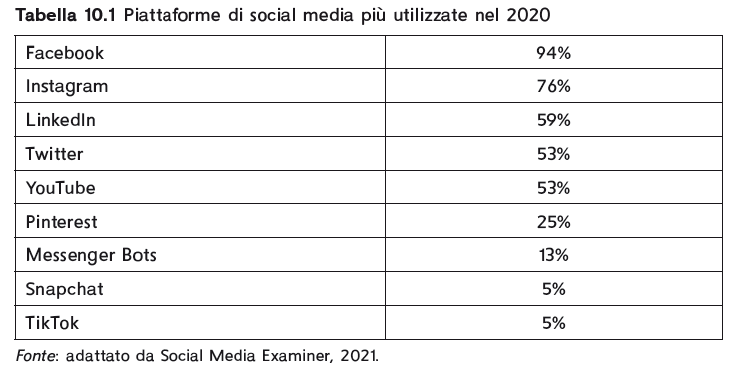 Tabella 10.1 Piattaforme di social media più utilizzate nel 2020
Facebook 94%
Instagram 76%
LinkedIn 59%
Twitter 53%
YouTube 53%
Pinterest 25%
Messenger Bots 13%
Snapchat 5%
TikTok 5%
Fonte: adattato da Social Media Examiner, 2021.